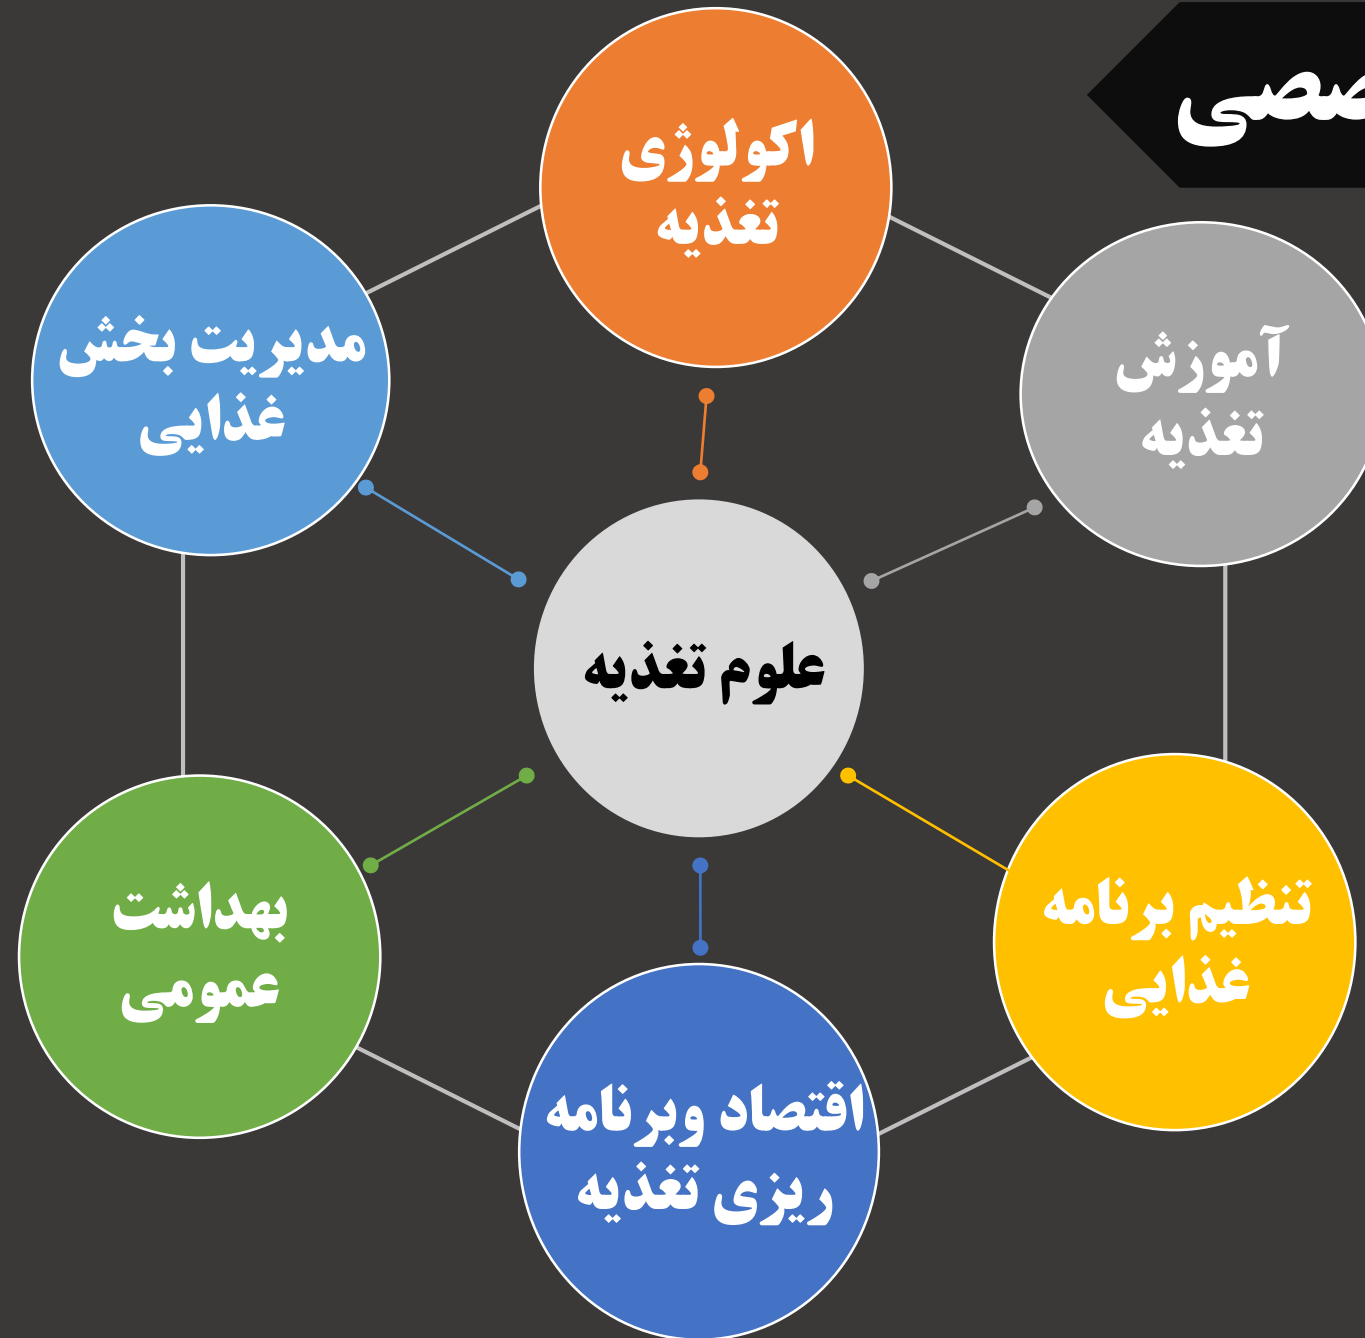 اکولوژی
تغذیه
آموزش
تغذیه
مدیریت بخش
غذایی
علوم تغذیه
تنظیم برنامه
غذایی
بهداشت
عمومی
اقتصاد وبرنامه
ریزی تغذیه